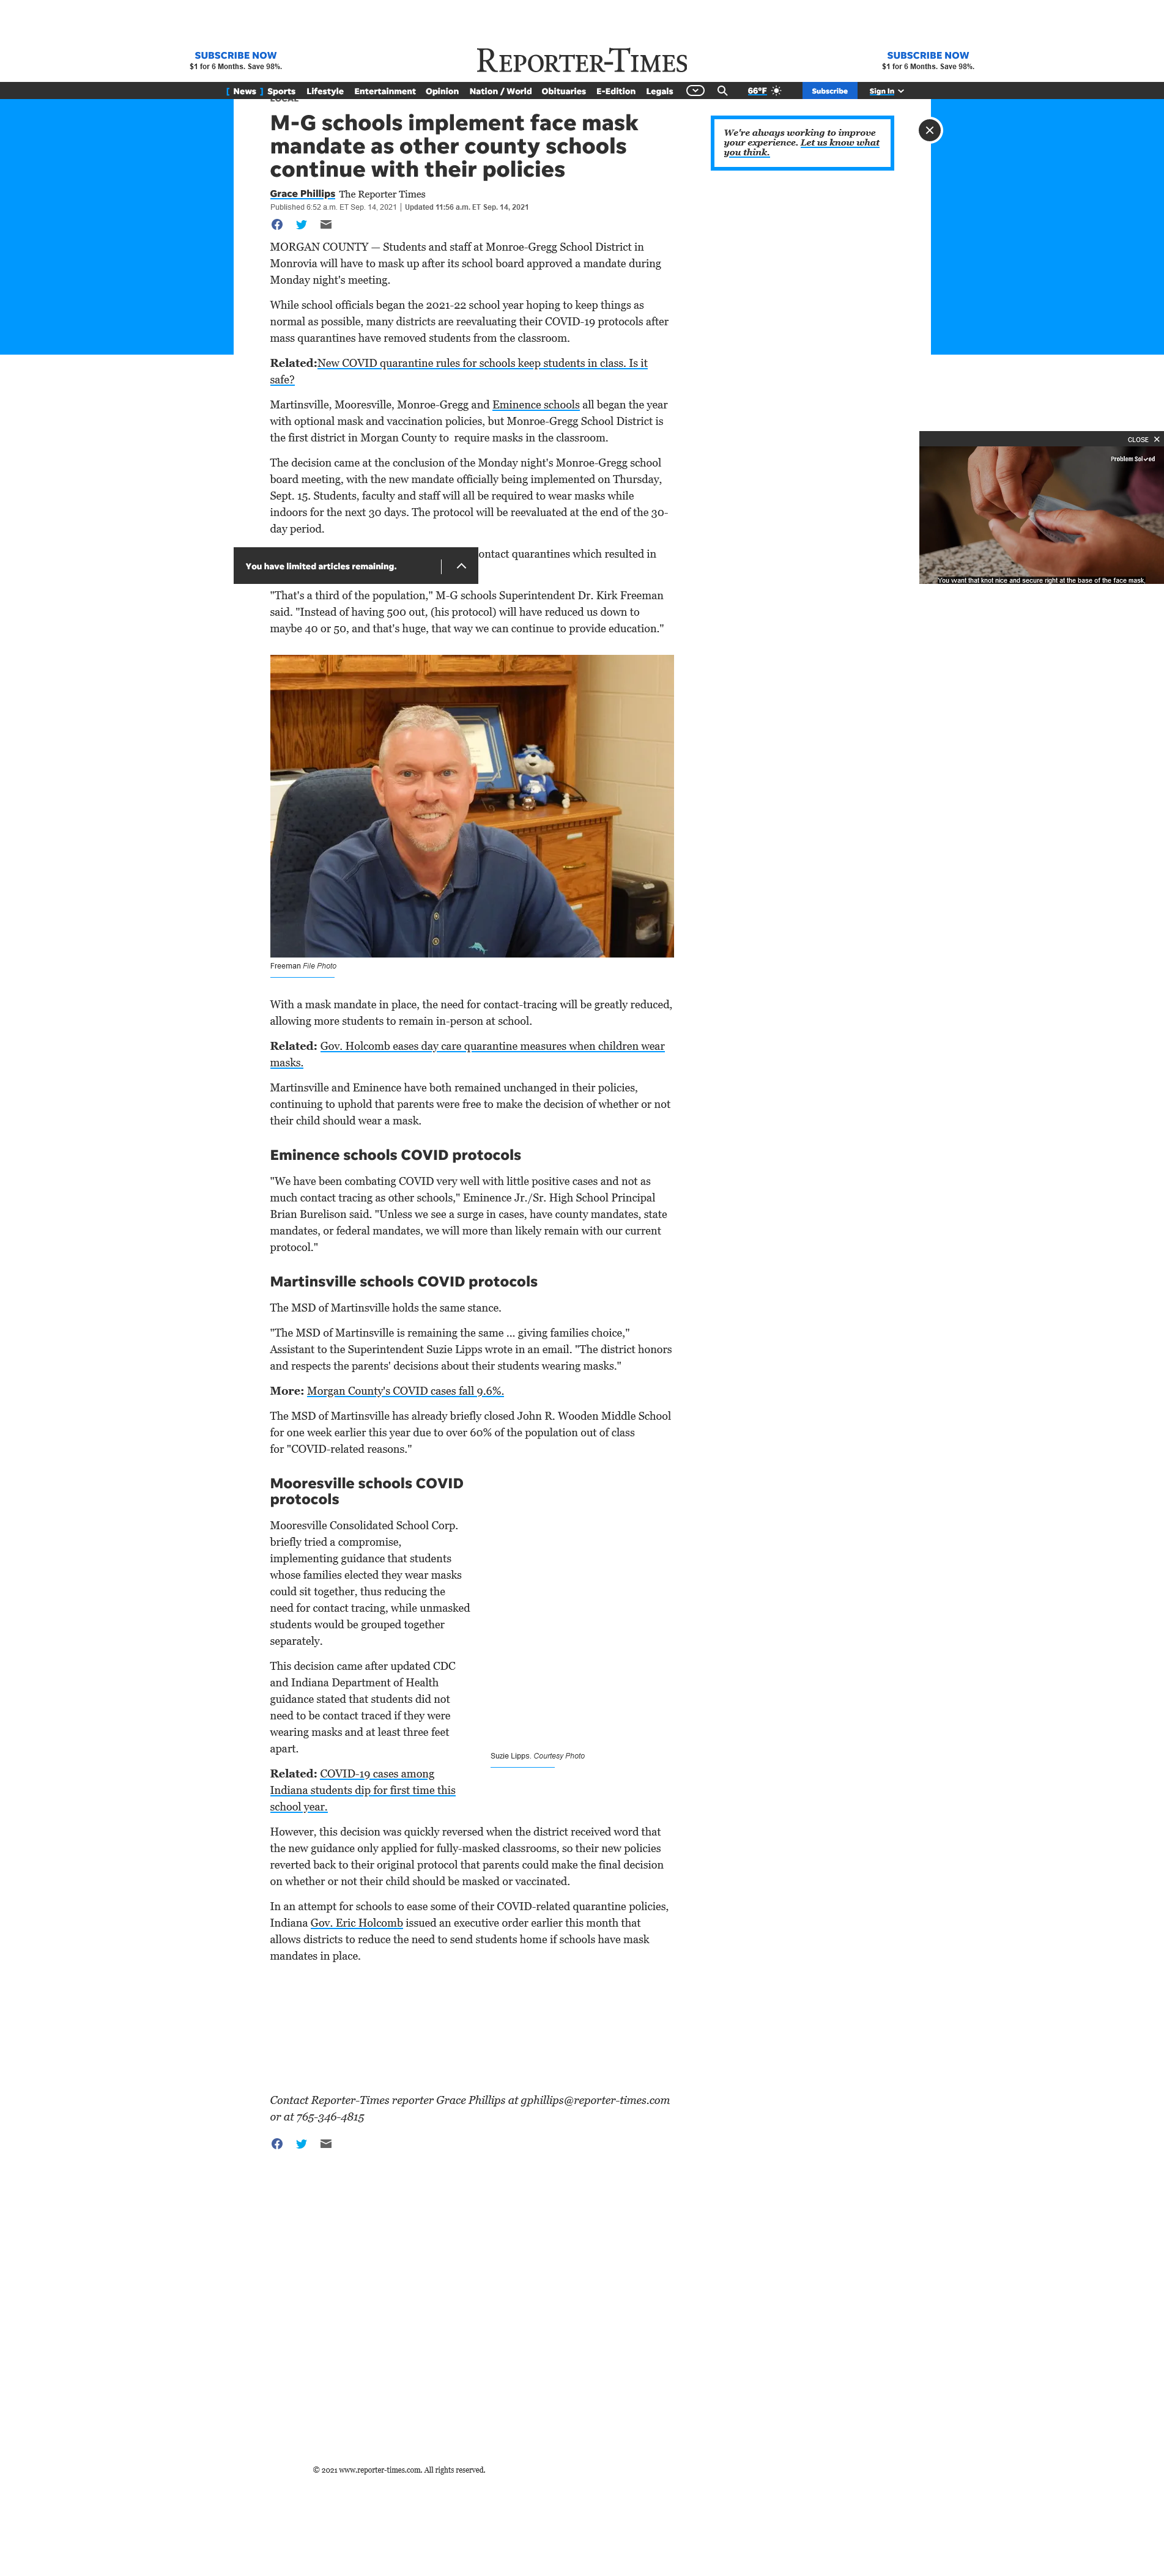 SUBSCRIBE NOW
$1 for 6 Months. Save 98%.
REPORTER-TIMES
SUBSCRIBE NOW
$1 for 6 Months. Save 98%.
[ News ] Sports Lifestyle Entertainment Opinion Nation / World Obituaries E-Edition Legals 66°F Subscribe Sign In
LOCAL
M-G schools implement face mask
mandate as other county schools
continue with their policies
Grace Phillips The Reporter Times
Published 6:52 a.m. ET Sep. 14, 2021 | Updated 11:56 a.m. ET Sep. 14, 2021
We're always working to improve
your experience. Let us know what
you think.
MORGAN COUNTY — Students and staff at Monroe-Gregg School District in
Monrovia will have to mask up after its school board approved a mandate during
Monday night's meeting.
While school officials began the 2021-22 school year hoping to keep things as
normal as possible, many districts are reevaluating their COVID-19 protocols after
mass quarantines have removed students from the classroom.
Related:New COVID quarantine rules for schools keep students in class. Is it
safe?
Martinsville, Mooresville, Monroe-Gregg and Eminence schools all began the year
with optional mask and vaccination policies, but Monroe-Gregg School District is
the first district in Morgan County to  require masks in the classroom.
The decision came at the conclusion of the Monday night's Monroe-Gregg school
board meeting, with the new mandate officially being implemented on Thursday,
Sept. 15. Students, faculty and staff will all be required to wear masks while
indoors for the next 30 days. The protocol will be reevaluated at the end of the 30-
day period.
ontact quarantines which resulted in
You have limited articles remaining.
CLOSE
Problem Solved
"You want that knot nice and secure right at the base of the face mask,
"That's a third of the population," M-G schools Superintendent Dr. Kirk Freeman
said. "Instead of having 500 out, (his protocol) will have reduced us down to
maybe 40 or 50, and that's huge, that way we can continue to provide education."
Freeman File Photo
With a mask mandate in place, the need for contact-tracing will be greatly reduced,
allowing more students to remain in-person at school.
Related: Gov. Holcomb eases day care quarantine measures when children wear
masks.
Martinsville and Eminence have both remained unchanged in their policies,
continuing to uphold that parents were free to make the decision of whether or not
their child should wear a mask.
Eminence schools COVID protocols
"We have been combating COVID very well with little positive cases and not as
much contact tracing as other schools," Eminence Jr./Sr. High School Principal
Brian Burelison said. "Unless we see a surge in cases, have county mandates, state
mandates, or federal mandates, we will more than likely remain with our current
protocol."
Martinsville schools COVID protocols
The MSD of Martinsville holds the same stance.
"The MSD of Martinsville is remaining the same ... giving families choice,"
Assistant to the Superintendent Suzie Lipps wrote in an email. "The district honors
and respects the parents' decisions about their students wearing masks."
More: Morgan County's COVID cases fall 9.6%.
The MSD of Martinsville has already briefly closed John R. Wooden Middle School
for one week earlier this year due to over 60% of the population out of class
for "COVID-related reasons."
Mooresville schools COVID
protocols
Mooresville Consolidated School Corp.
briefly tried a compromise,
implementing guidance that students
whose families elected they wear masks
could sit together, thus reducing the
need for contact tracing, while unmasked
students would be grouped together
separately.
This decision came after updated CDC
and Indiana Department of Health
guidance stated that students did not
need to be contact traced if they were
wearing masks and at least three feet
apart.
Suzie Lipps. Courtesy Photo
Related: COVID-19 cases among
Indiana students dip for first time this
school year.
However, this decision was quickly reversed when the district received word that
the new guidance only applied for fully-masked classrooms, so their new policies
reverted back to their original protocol that parents could make the final decision
on whether or not their child should be masked or vaccinated.
In an attempt for schools to ease some of their COVID-related quarantine policies,
Indiana Gov. Eric Holcomb issued an executive order earlier this month that
allows districts to reduce the need to send students home if schools have mask
mandates in place.
Contact Reporter-Times reporter Grace Phillips at gphillips@reporter-times.com
or at 765-346-4815
© 2021 www.reporter-times.com. All rights reserved.